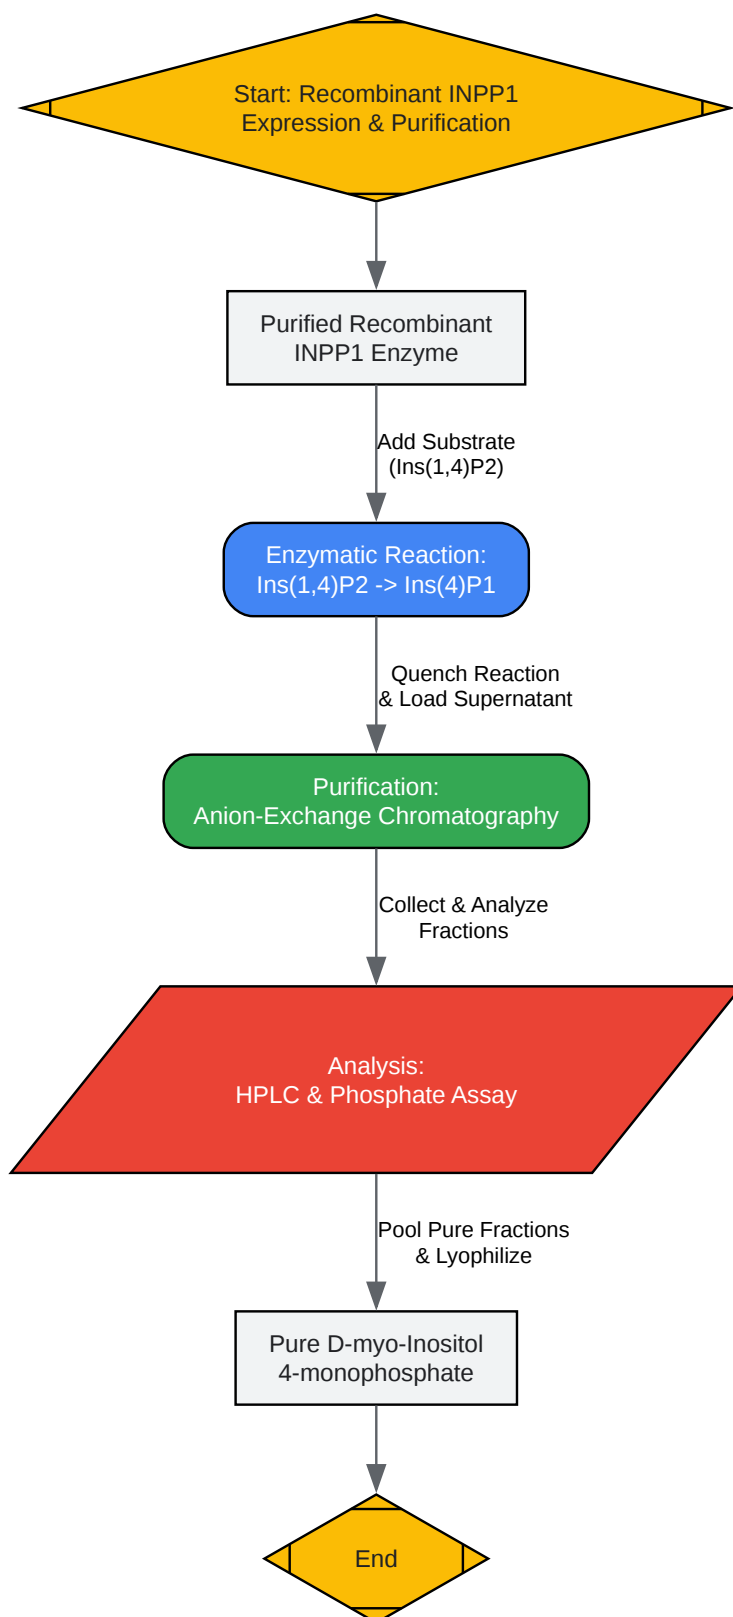 Start: Recombinant INPP1
Expression & Purification
Purified Recombinant
INPP1 Enzyme
Add Substrate
(Ins(1,4)P2)
Enzymatic Reaction:
Ins(1,4)P2 -> Ins(4)P1
Quench Reaction
& Load Supernatant
Purification:
Anion-Exchange Chromatography
Collect & Analyze
Fractions
Analysis:
HPLC & Phosphate Assay
Pool Pure Fractions
& Lyophilize
Pure D-myo-Inositol
4-monophosphate
End